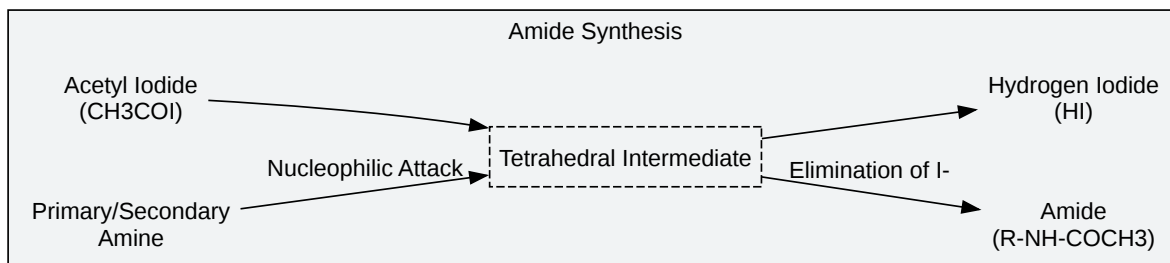 Amide Synthesis
Acetyl Iodide
(CH3COI)
Hydrogen Iodide
(HI)
Tetrahedral Intermediate
Nucleophilic Attack
Elimination of I-
Primary/Secondary
Amine
Amide
(R-NH-COCH3)